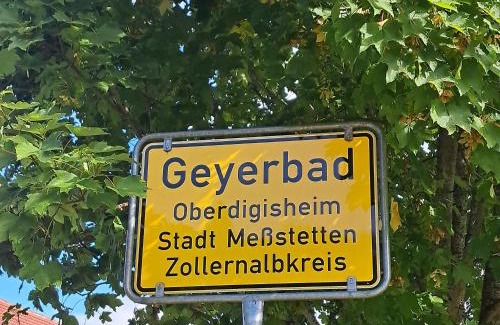 Geyerbad
Oberdigisheim
Stadt Meßstetten
Zollernalbkreis